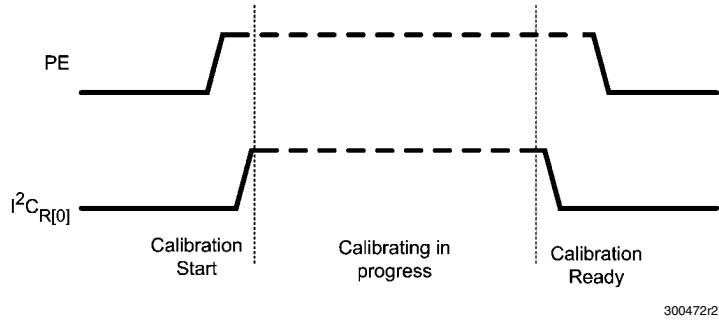 PE
I²C_R[0]
Calibration
Start
Calibrating in
progress
Calibration
Ready
300472r2